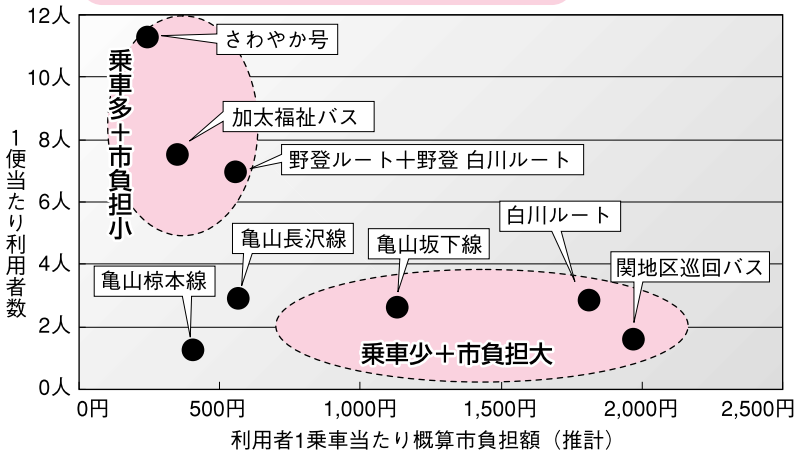 12人
10人
8人
6人
4人
2人
0人
1便当たり利用者数
乗車多＋市負担小
さわやか号
加太福祉バス
野登ルート＋野登 白川ルート
白川ルート
亀山長沢線
亀山坂下線
関地区巡回バス
亀山椋本線
乗車少＋市負担大
0円
500円
1,000円
1,500円
2,000円
2,500円
利用者1乗車当たり概算市負担額（推計）